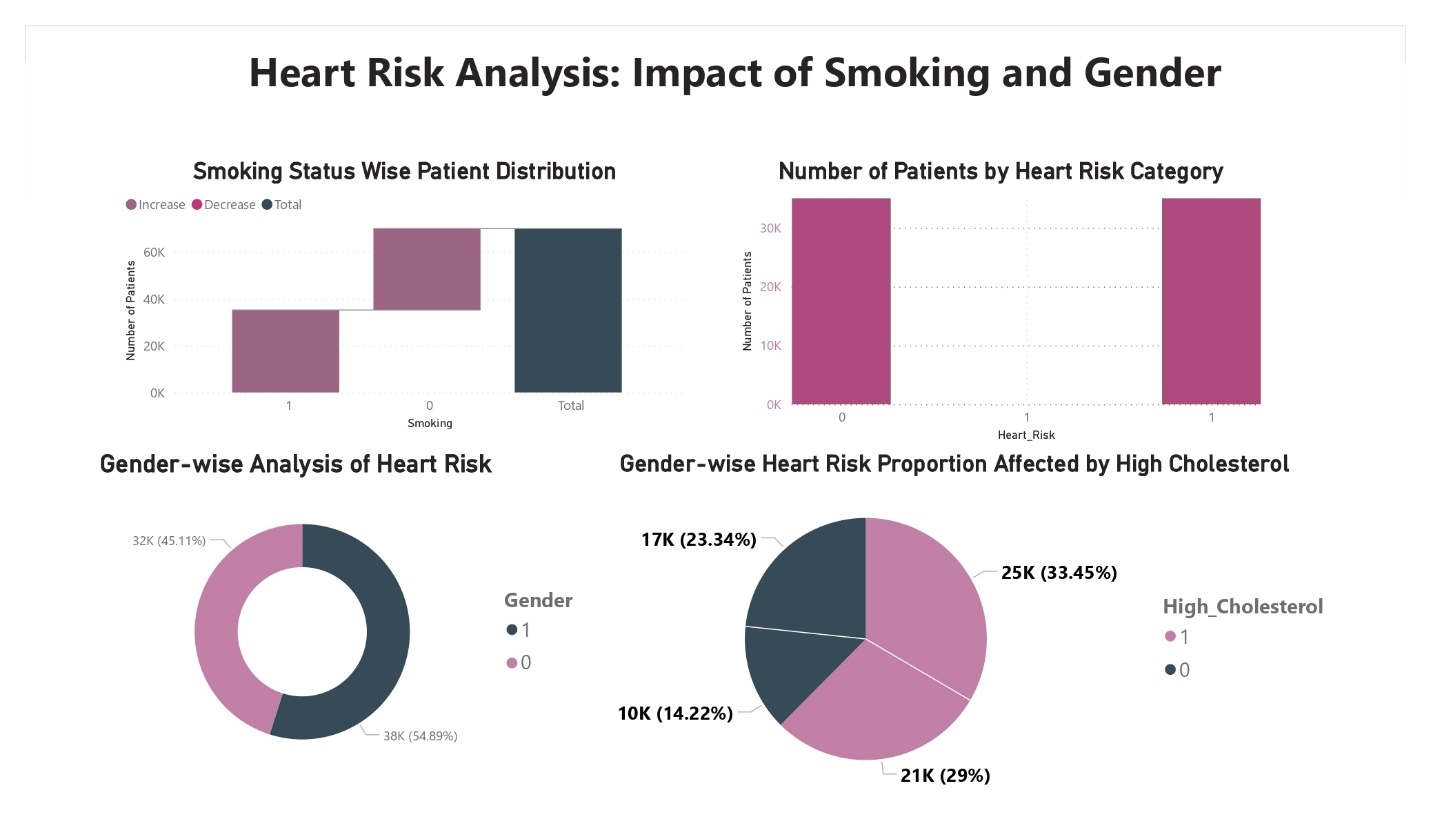 Heart Risk Analysis: Impact of Smoking and Gender
Smoking Status Wise Patient Distribution
Increase Decrease Total
Number of Patients
60K
40K
20K
0K
1 0 Total
Smoking
Number of Patients by Heart Risk Category
Number of Patients
30K
20K
10K
0K
0 1 1
Heart_Risk
Gender-wise Analysis of Heart Risk
32K (45.11%)
38K (54.89%)
Gender
1
0
Gender-wise Heart Risk Proportion Affected by High Cholesterol
17K (23.34%)
25K (33.45%)
10K (14.22%)
21K (29%)
High_Cholesterol
1
0